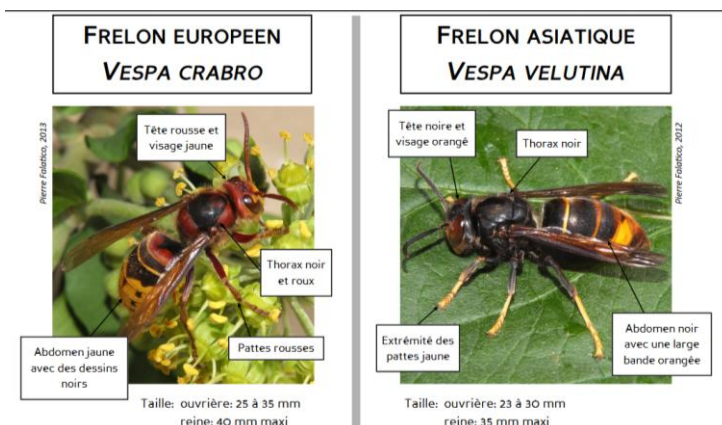 FRELON EUROPEEN
VESPA CRABRO
Pierre Falatico, 2013
Tête rousse et
visage jaune
Thorax noir
et roux
Pattes rousses
Abdomen jaune
avec des dessins
noirs
Taille: ouvrière: 25 à 35 mm
reine: 40 mm maxi
FRELON ASIATIQUE
VESPA VELUTINA
Pierre Falatico, 2012
Tête noire et
visage orangé
Thorax noir
Extrémité des
pattes jaune
Abdomen noir
avec une large
bande orangée
Taille: ouvrière: 23 à 30 mm
reine: 35 mm maxi